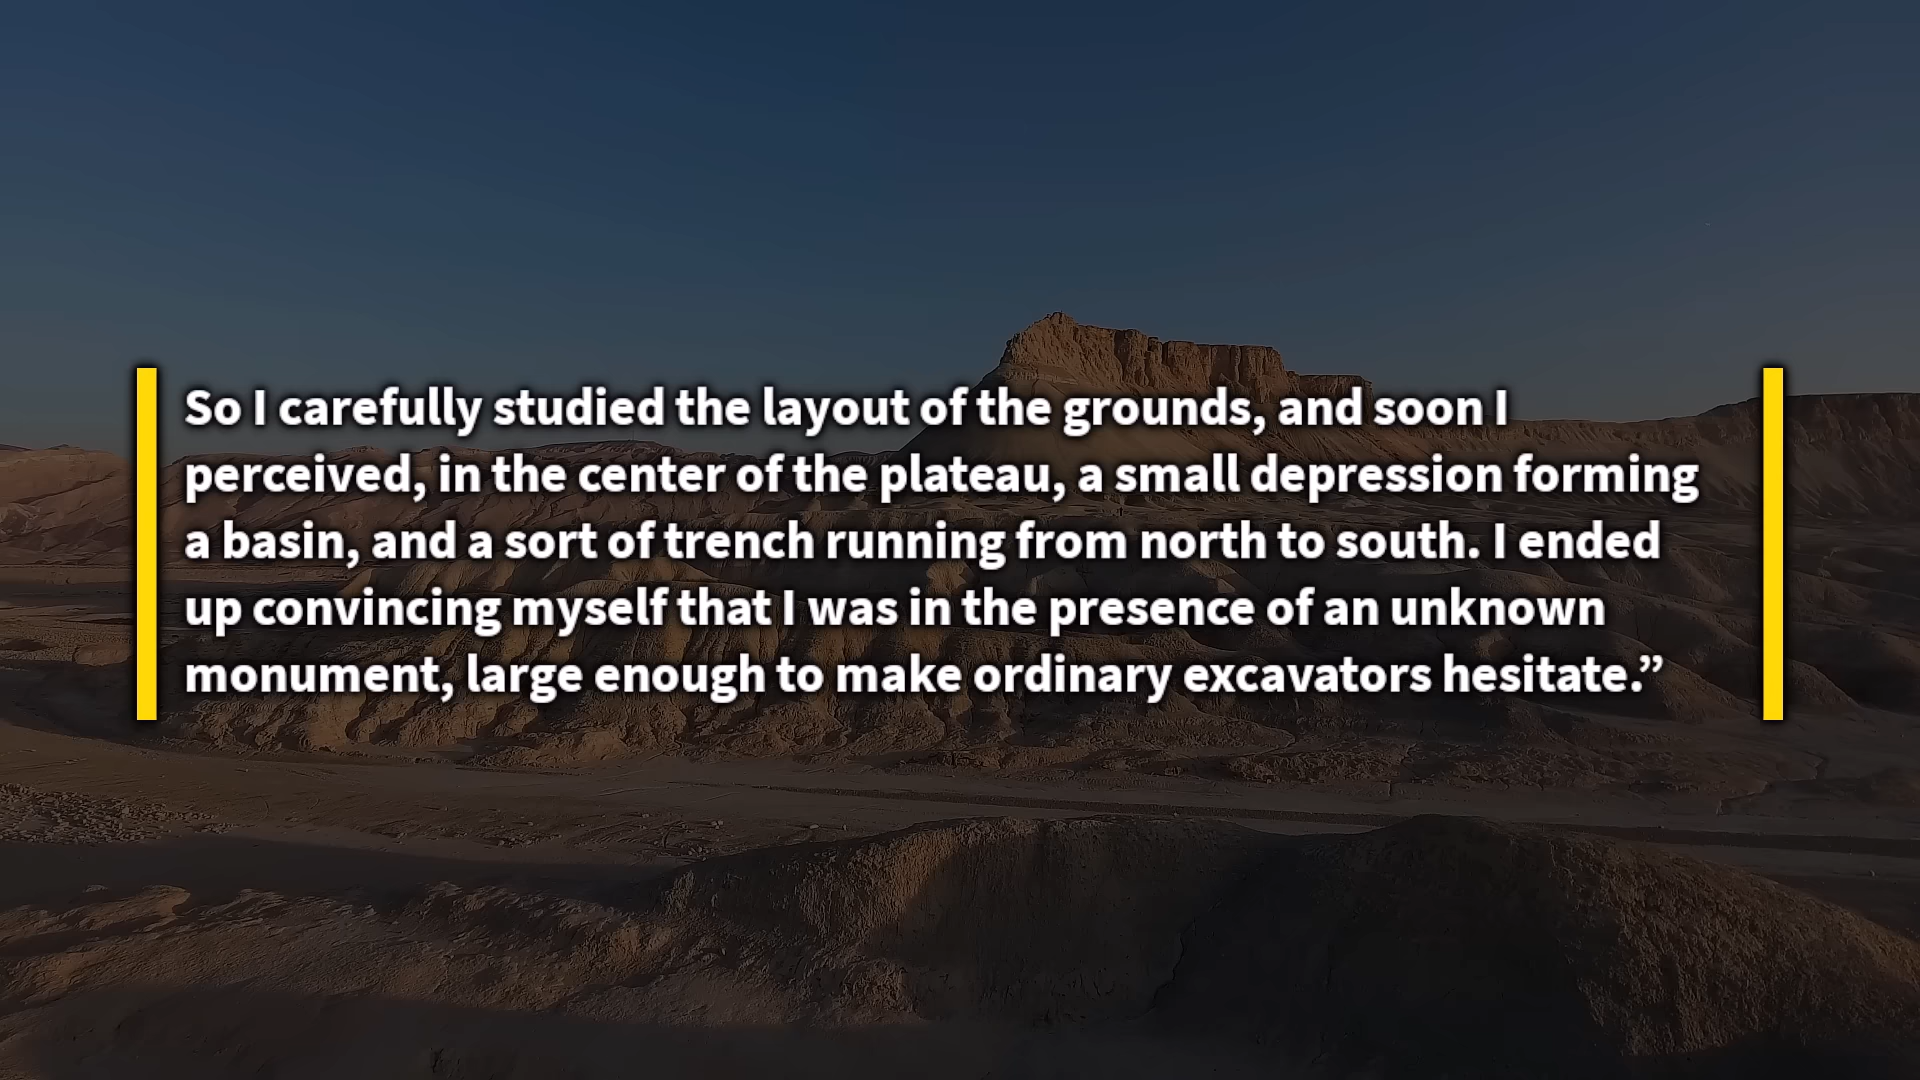 So I carefully studied the layout of the grounds, and soon I
perceived, in the center of the plateau, a small depression forming
a basin, and a sort of trench running from north to south. I ended
up convincing myself that I was in the presence of an unknown
monument, large enough to make ordinary excavators hesitate.”